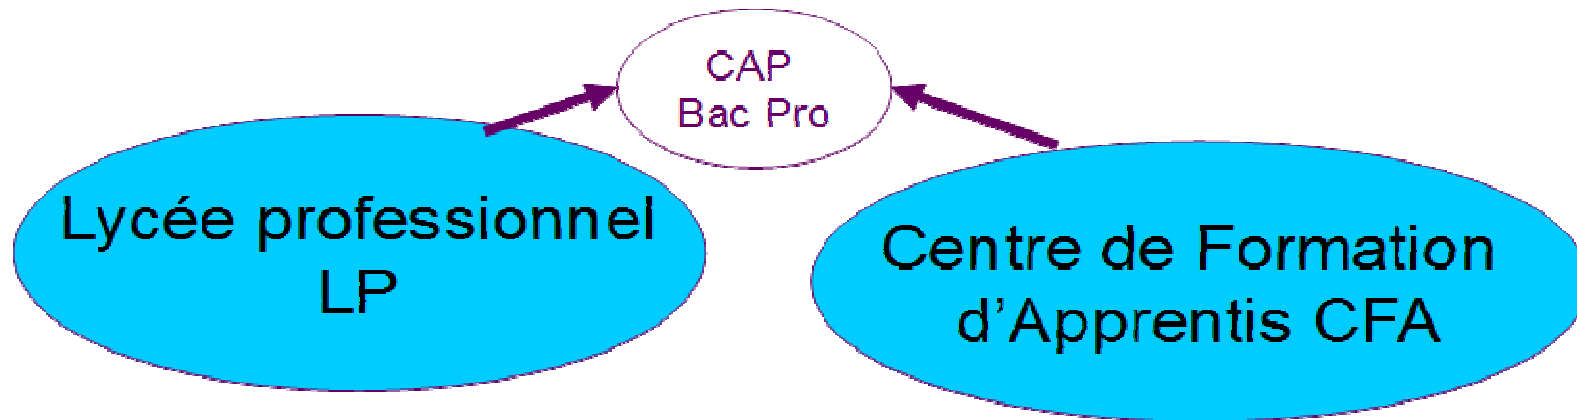 CAP
Bac Pro
Lycée professionnel
LP
Centre de Formation
d'Apprentis CFA